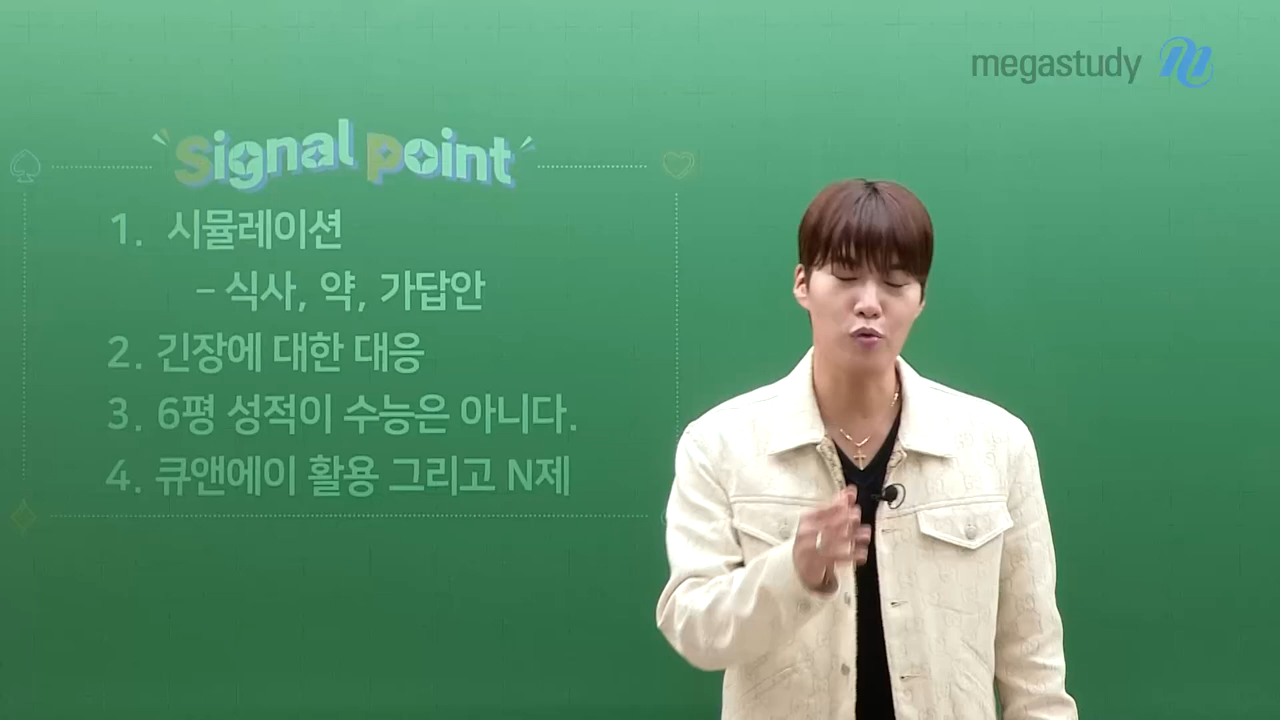 megastudy
Signal Point
1. 시뮬레이션
- 식사, 약, 가답안
2. 긴장에 대한 대응
3. 6평 성적이 수능은 아니다.
4. 큐앤에이 활용 그리고 N제